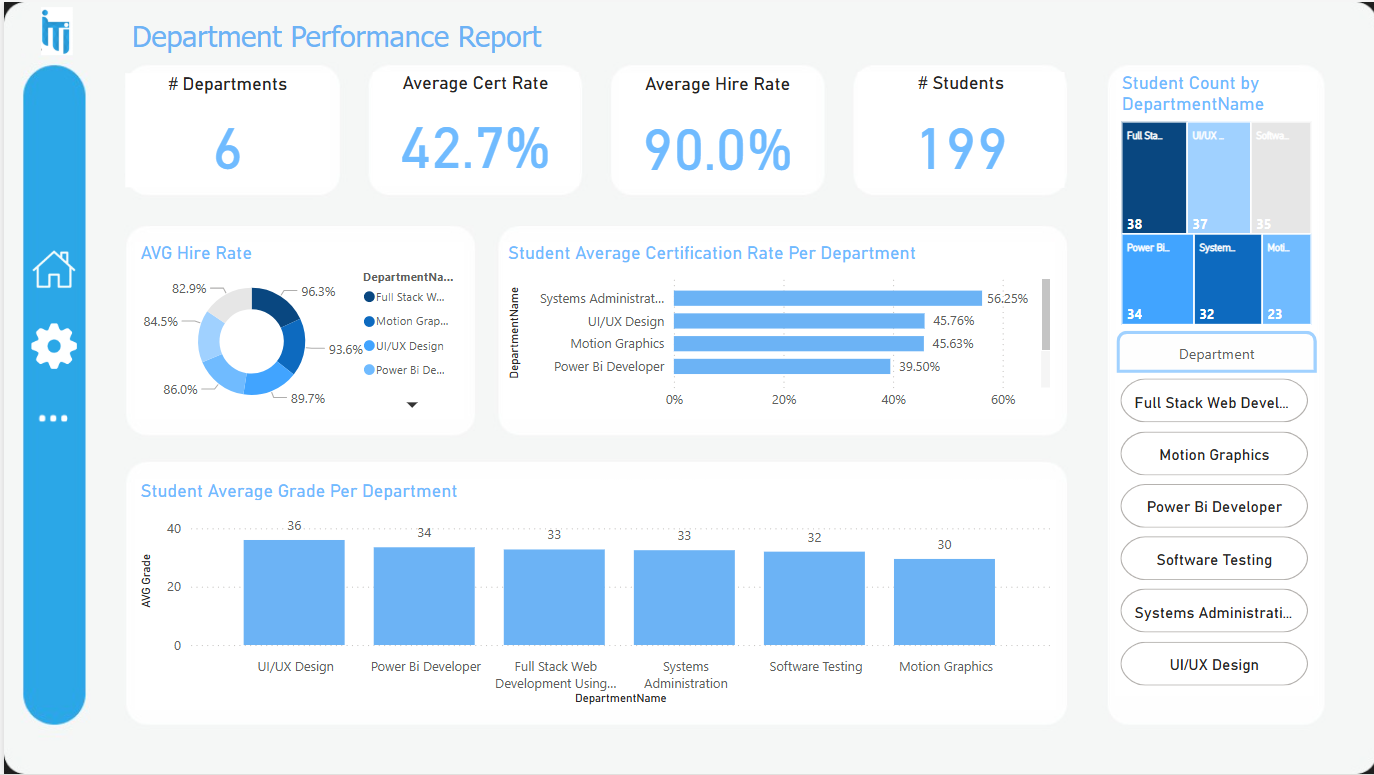 iTi
Department Performance Report
# Departments
6
Average Cert Rate
42.7%
Average Hire Rate
90.0%
# Students
199
AVG Hire Rate
82.9%
96.3%
84.5%
93.6%
86.0%
89.7%
DepartmentNa...
Full Stack W...
Motion Grap...
UI/UX Design
Power Bi De...
Student Average Certification Rate Per Department
DepartmentName
Systems Administrat...
56.25%
UI/UX Design
45.76%
Motion Graphics
45.63%
Power Bi Developer
39.50%
0%
20%
40%
60%
Student Average Grade Per Department
AVG Grade
40
20
0
36
34
33
33
32
30
UI/UX Design
Power Bi Developer
Full Stack Web
Development Using...
Systems
Administration
Software Testing
Motion Graphics
DepartmentName
Student Count by
DepartmentName
Full Sta...
38
UI/UX ...
37
Softwa...
35
Power Bi...
34
System...
32
Moti...
23
Department
Full Stack Web Devel...
Motion Graphics
Power Bi Developer
Software Testing
Systems Administrati...
UI/UX Design